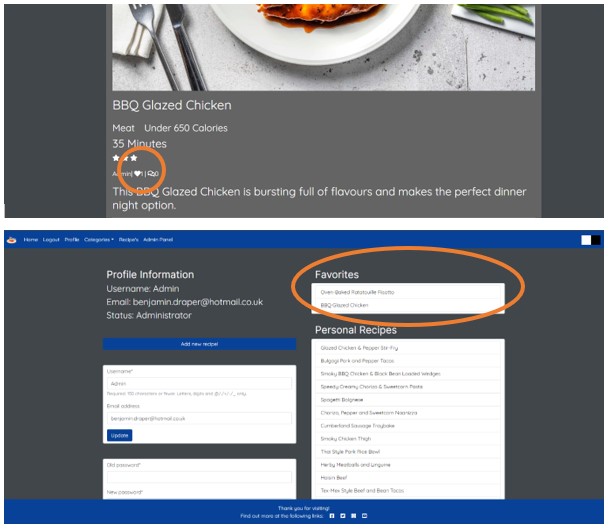 BBQ Glazed Chicken
Meat Under 650 Calories
35 Minutes
Admin| 1 | 0
This BBQ Glazed Chicken is bursting full of flavours and makes the perfect dinner
night option.
Home Logout Profile Categories Recipe's Admin Panel
Profile Information
Username: Admin
Email: benjamin.draper@hotmail.co.uk
Status: Administrator
Add new recipe!
Username*
Admin
Required. 150 characters or fewer. Letters, digits and @/./+/-/_ only.
Email address
benjamin.draper@hotmail.co.uk
Update
Old password*
New password*
Favorites
Oven Baked Ratatouille Risotto
BBQ Glazed Chicken
Personal Recipes
Glazed Chicken & Pepper Stir-Fry
Bulgogi Pork and Pepper Tacos
Smoky BBQ Chicken & Black Bean Loaded Wedges
Speedy Creamy Chorizo & Sweetcorn Pasta
Spagetti Bolgnese
Chorizo, Pepper and Sweetcorn
Cumberland Sausage Traybake
Smoky Chicken Thigh
Thai Style Pork Rice Bowl
Herby Meatballs and Linguine
Hoisin Beef
Tex-Mex Style Beef and Bean Tacos
Thank you for visiting!
Find out more at the following links: